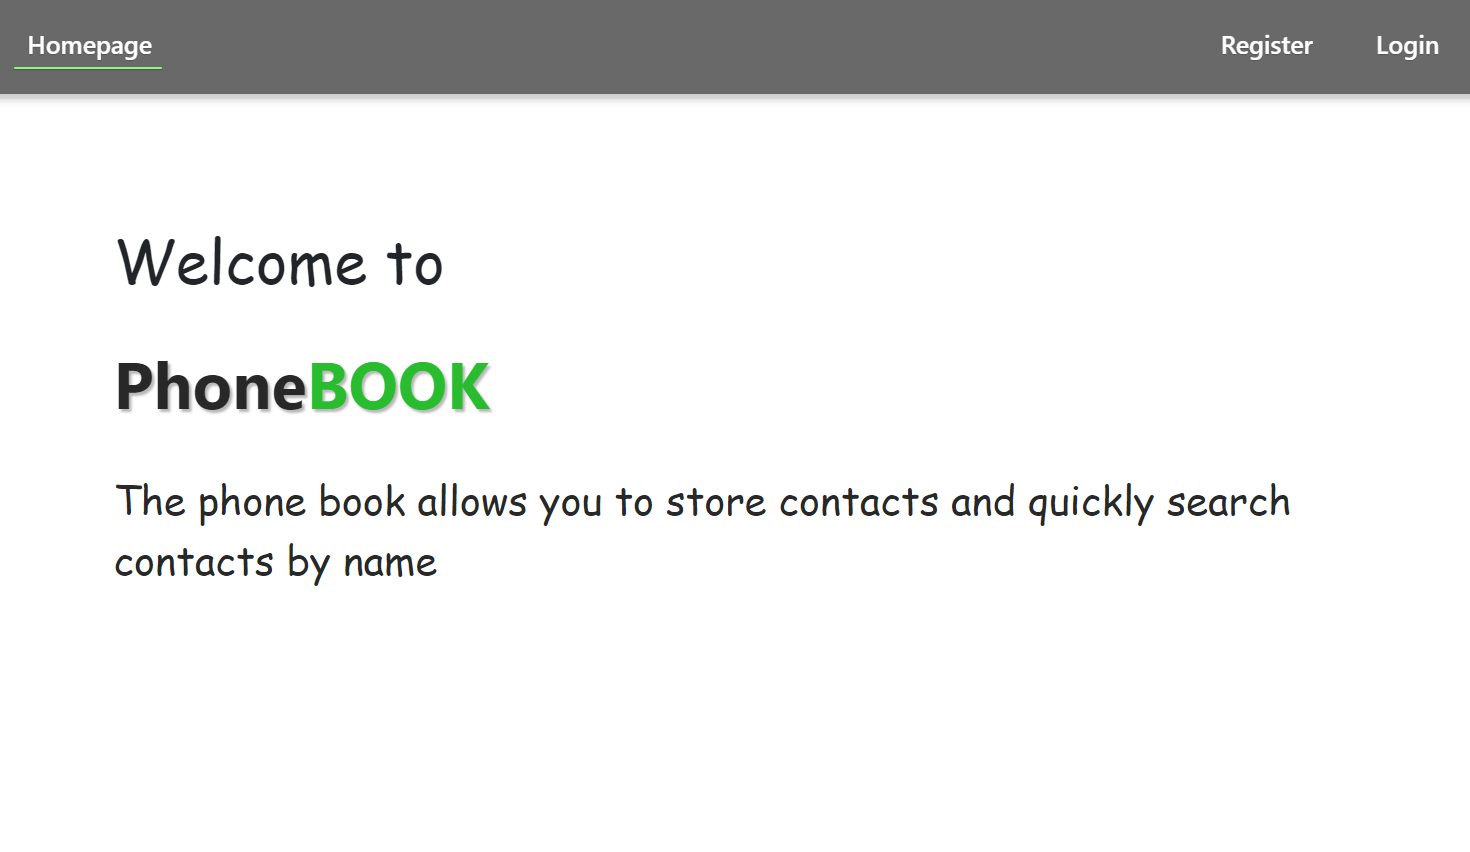 Homepage Register Login
Welcome to
PhoneBOOK
The phone book allows you to store contacts and quickly search
contacts by name